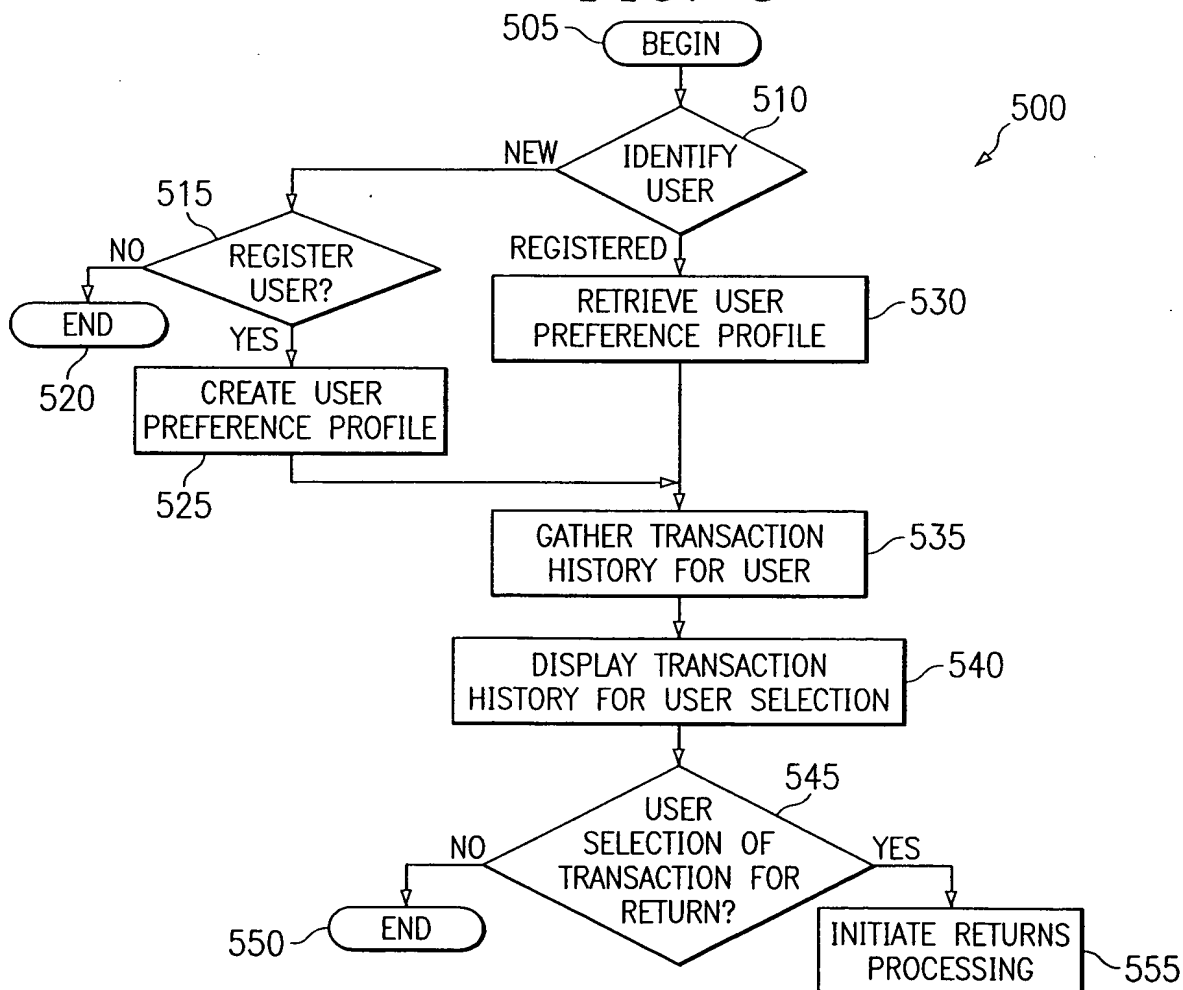 505
BEGIN
510
500
NEW
IDENTIFY
USER
515
REGISTERED
NO
REGISTER
USER?
RETRIEVE USER
PREFERENCE PROFILE
530
END
520
YES
CREATE USER
PREFERENCE PROFILE
525
GATHER TRANSACTION
HISTORY FOR USER
535
DISPLAY TRANSACTION
HISTORY FOR USER SELECTION
540
545
USER
SELECTION OF
TRANSACTION FOR
RETURN?
NO
YES
550
END
INITIATE RETURNS
PROCESSING
555